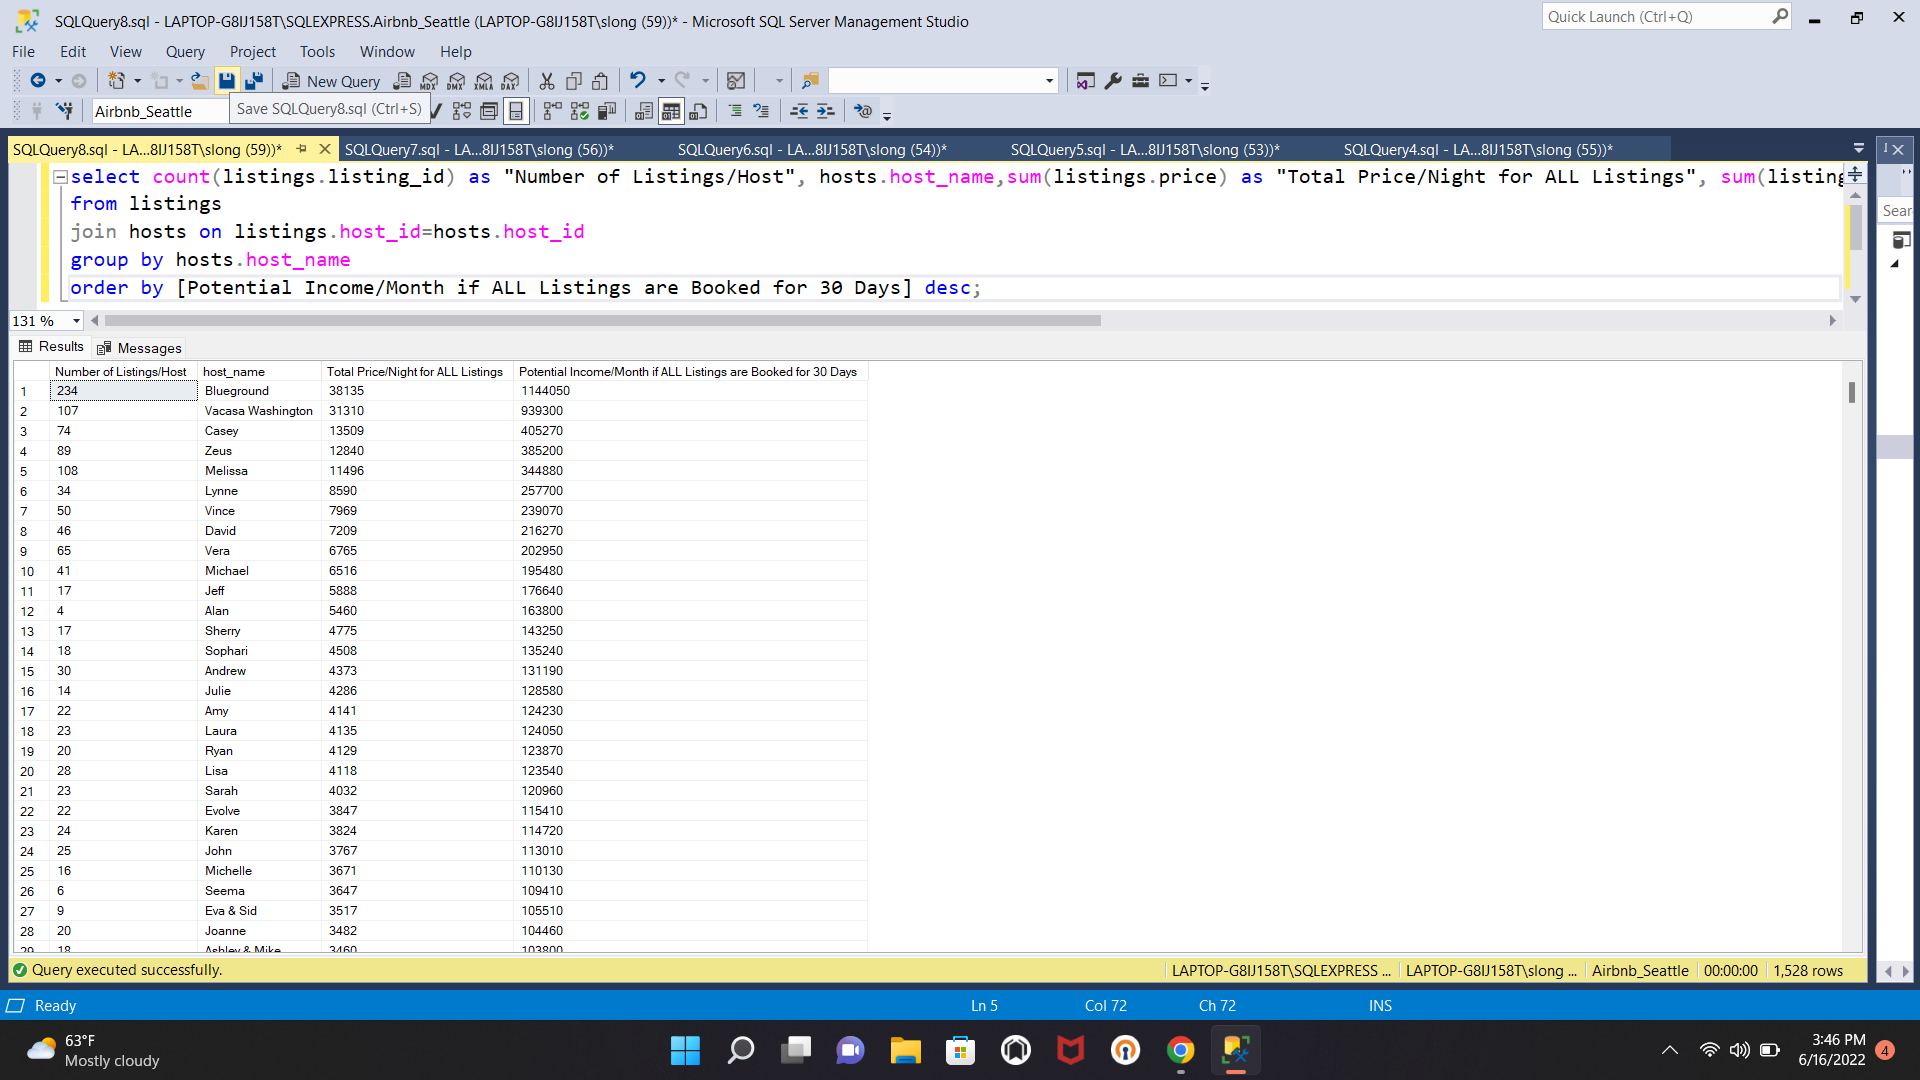 SQLQuery8.sql - LAPTOP-G8IJ158T\SQLEXPRESS.Airbnb_Seattle (LAPTOP-G8IJ158T\slong (59))* - Microsoft SQL Server Management Studio
Quick Launch (Ctrl+Q)
File Edit View Query Project Tools Window Help
New Query
MDX DMX XMLA DAX
Airbnb_Seattle
Save SQLQuery8.sql (Ctrl+S)
SQLQuery8.sql - LA...8IJ158T\slong (59))* SQLQuery7.sql - LA...8IJ158T\slong (56))* SQLQuery6.sql - LA...8IJ158T\slong (54))* SQLQuery5.sql - LA...8IJ158T\slong (53))* SQLQuery4.sql - LA...8IJ158T\slong (55))*
select count(listings.listing_id) as "Number of Listings/Host", hosts.host_name,sum(listings.price) as "Total Price/Night for ALL Listings", sum(listing
from listings
join hosts on listings.host_id=hosts.host_id
group by hosts.host_name
order by [Potential Income/Month if ALL Listings are Booked for 30 Days] desc;
Sear
131 %
Results Messages
Number of Listings/Host host_name Total Price/Night for ALL Listings Potential Income/Month if ALL Listings are Booked for 30 Days
1 234 Blueground 38135 1144050
2 107 Vacasa Washington 31310 939300
3 74 Casey 13509 405270
4 89 Zeus 12840 385200
5 108 Melissa 11496 344880
6 34 Lynne 8590 257700
7 50 Vince 7969 239070
8 46 David 7209 216270
9 65 Vera 6765 202950
10 41 Michael 6516 195480
11 17 Jeff 5888 176640
12 4 Alan 5460 163800
13 17 Sherry 4775 143250
14 18 Sophari 4508 135240
15 30 Andrew 4373 131190
16 14 Julie 4286 128580
17 22 Amy 4141 124230
18 23 Laura 4135 124050
19 20 Ryan 4129 123870
20 28 Lisa 4118 123540
21 23 Sarah 4032 120960
22 22 Evolve 3847 115410
23 24 Karen 3824 114720
24 25 John 3767 113010
25 16 Michelle 3671 110130
26 6 Seema 3647 109410
27 9 Eva & Sid 3517 105510
28 20 Joanne 3482 104460
29 18 Ashley & Mike 3460 103800
Query executed successfully. LAPTOP-G8IJ158T\SQLEXPRESS ... LAPTOP-G8IJ158T\slong ... Airbnb_Seattle 00:00:00 1,528 rows
Ready Ln 5 Col 72 Ch 72 INS
63°F
Mostly cloudy
3:46 PM
6/16/2022
4